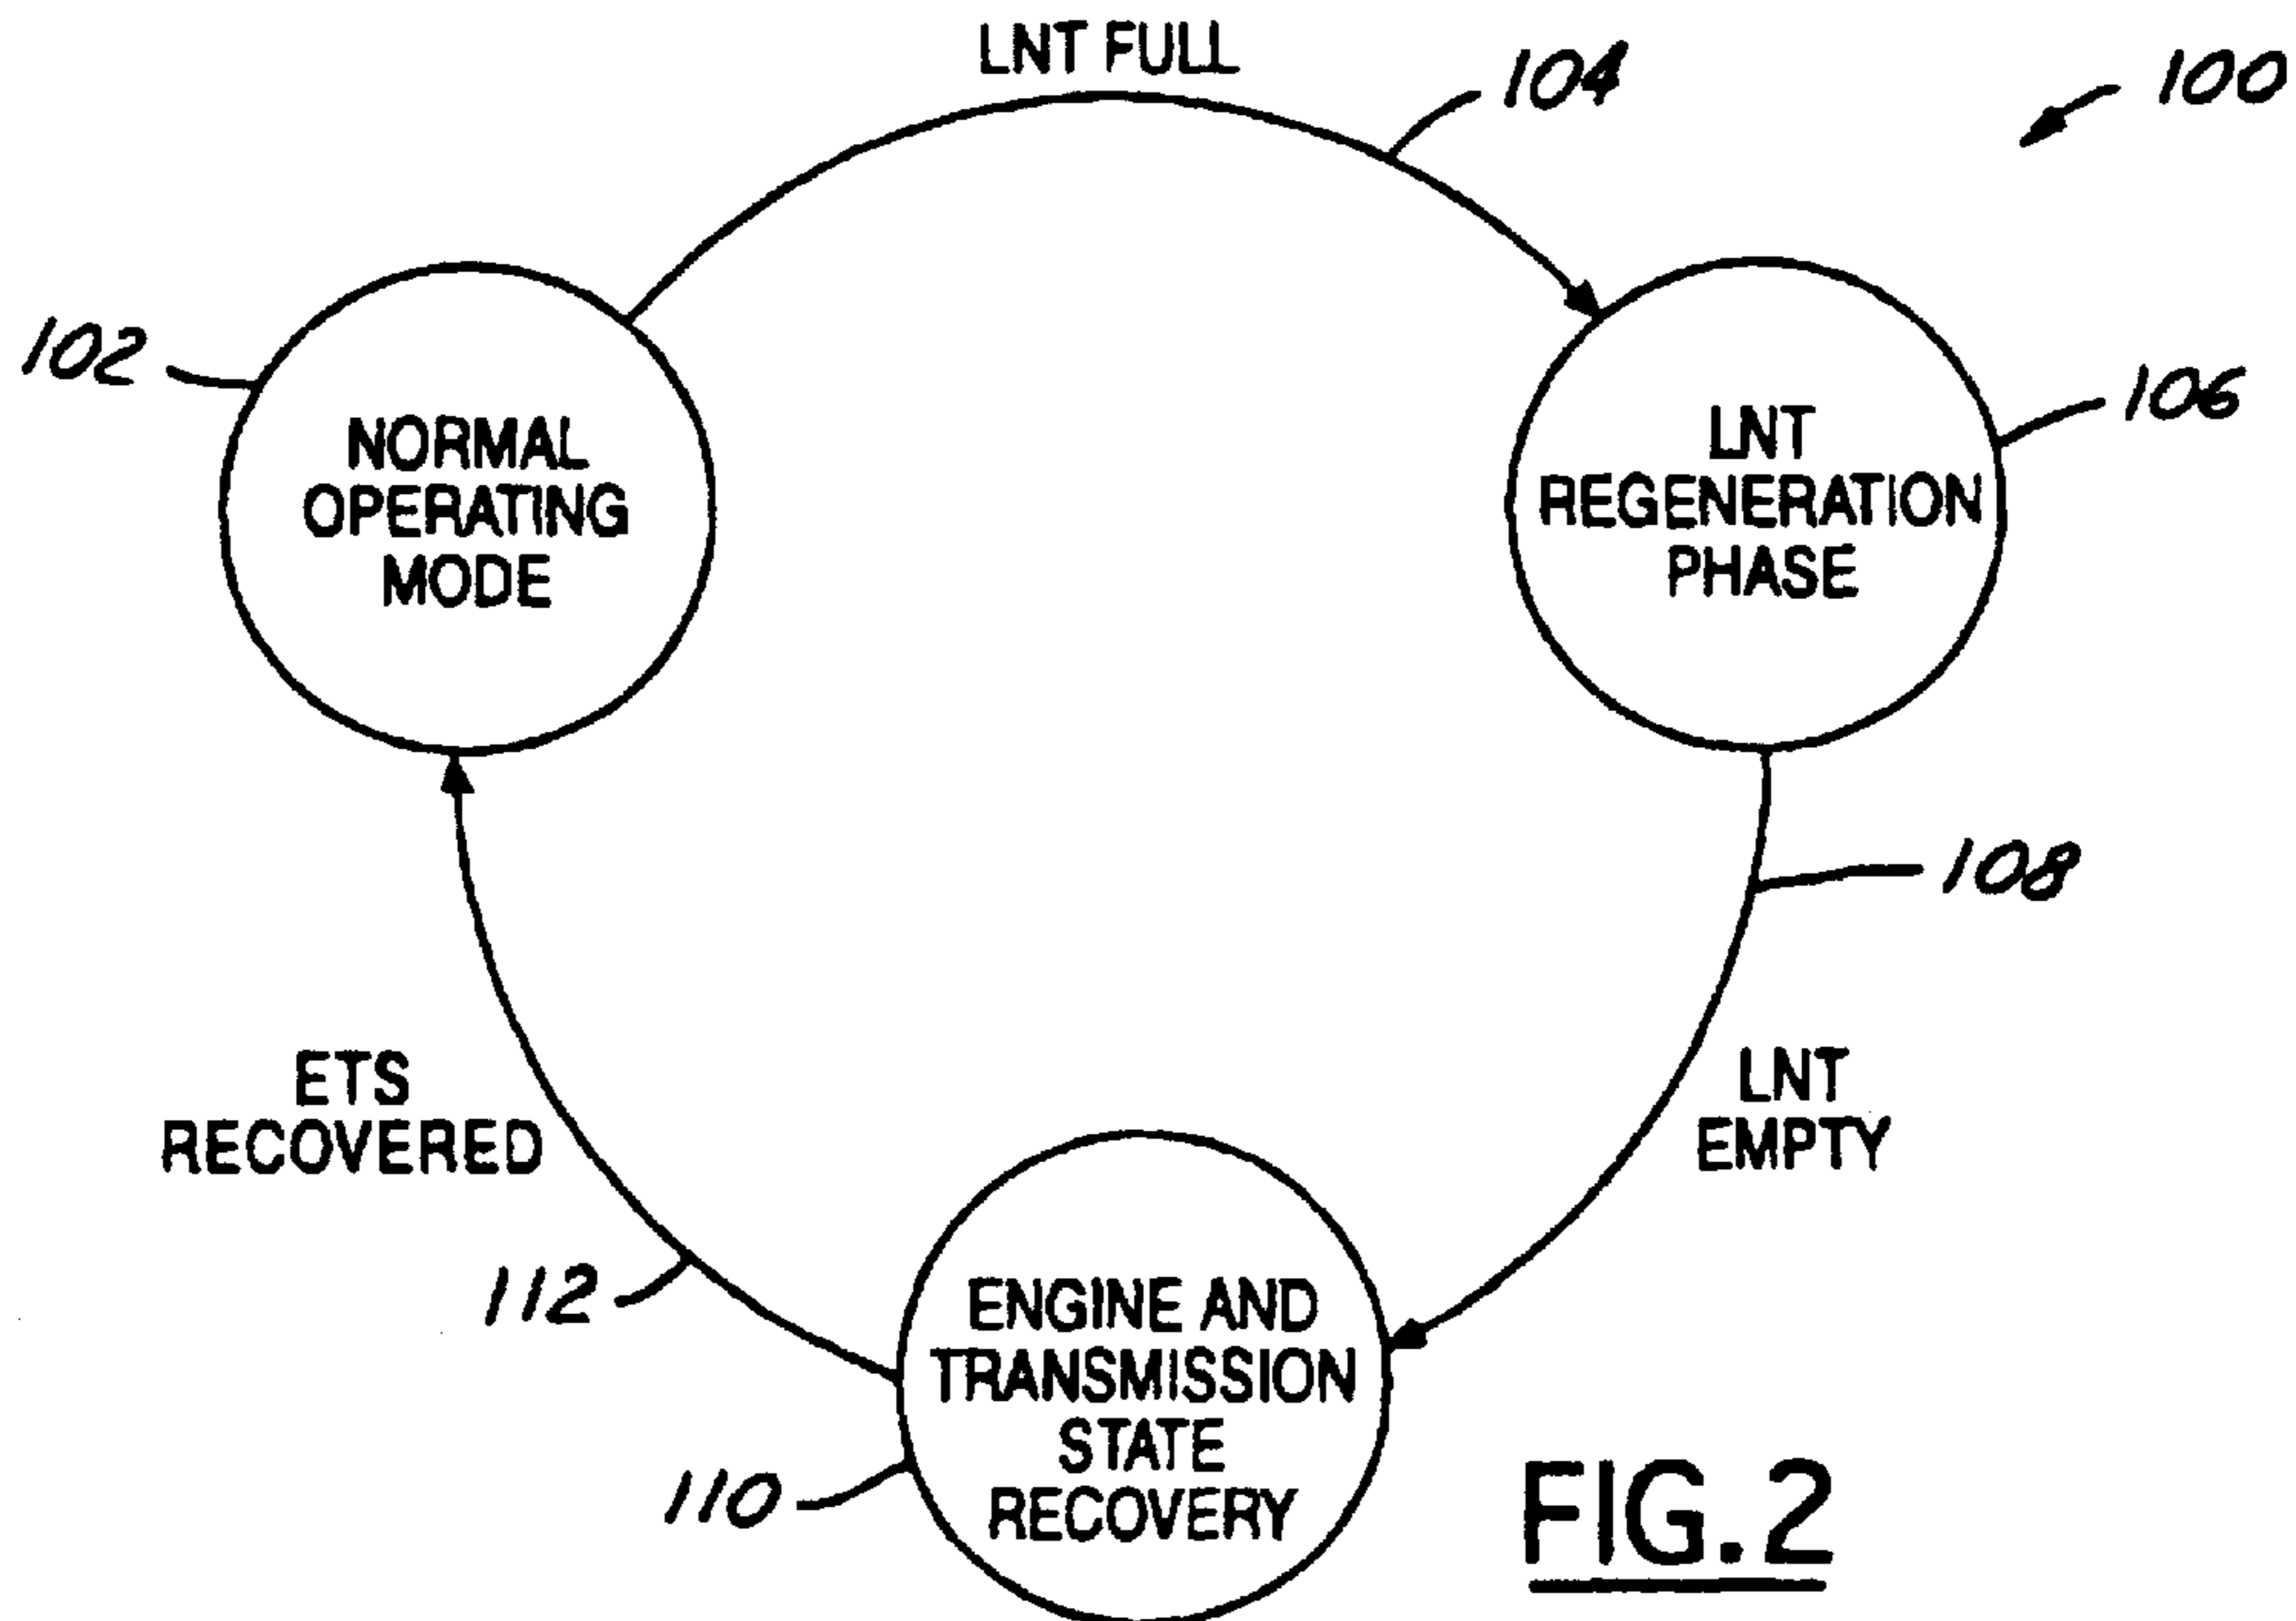 LNT FULL
104
100
102
NORMAL
OPERATING
MODE
LNT
REGENERATION
PHASE
106
108
ETS
RECOVERED
LNT
EMPTY
112
ENGINE AND
TRANSMISSION
STATE
RECOVERY
110
FIG.2